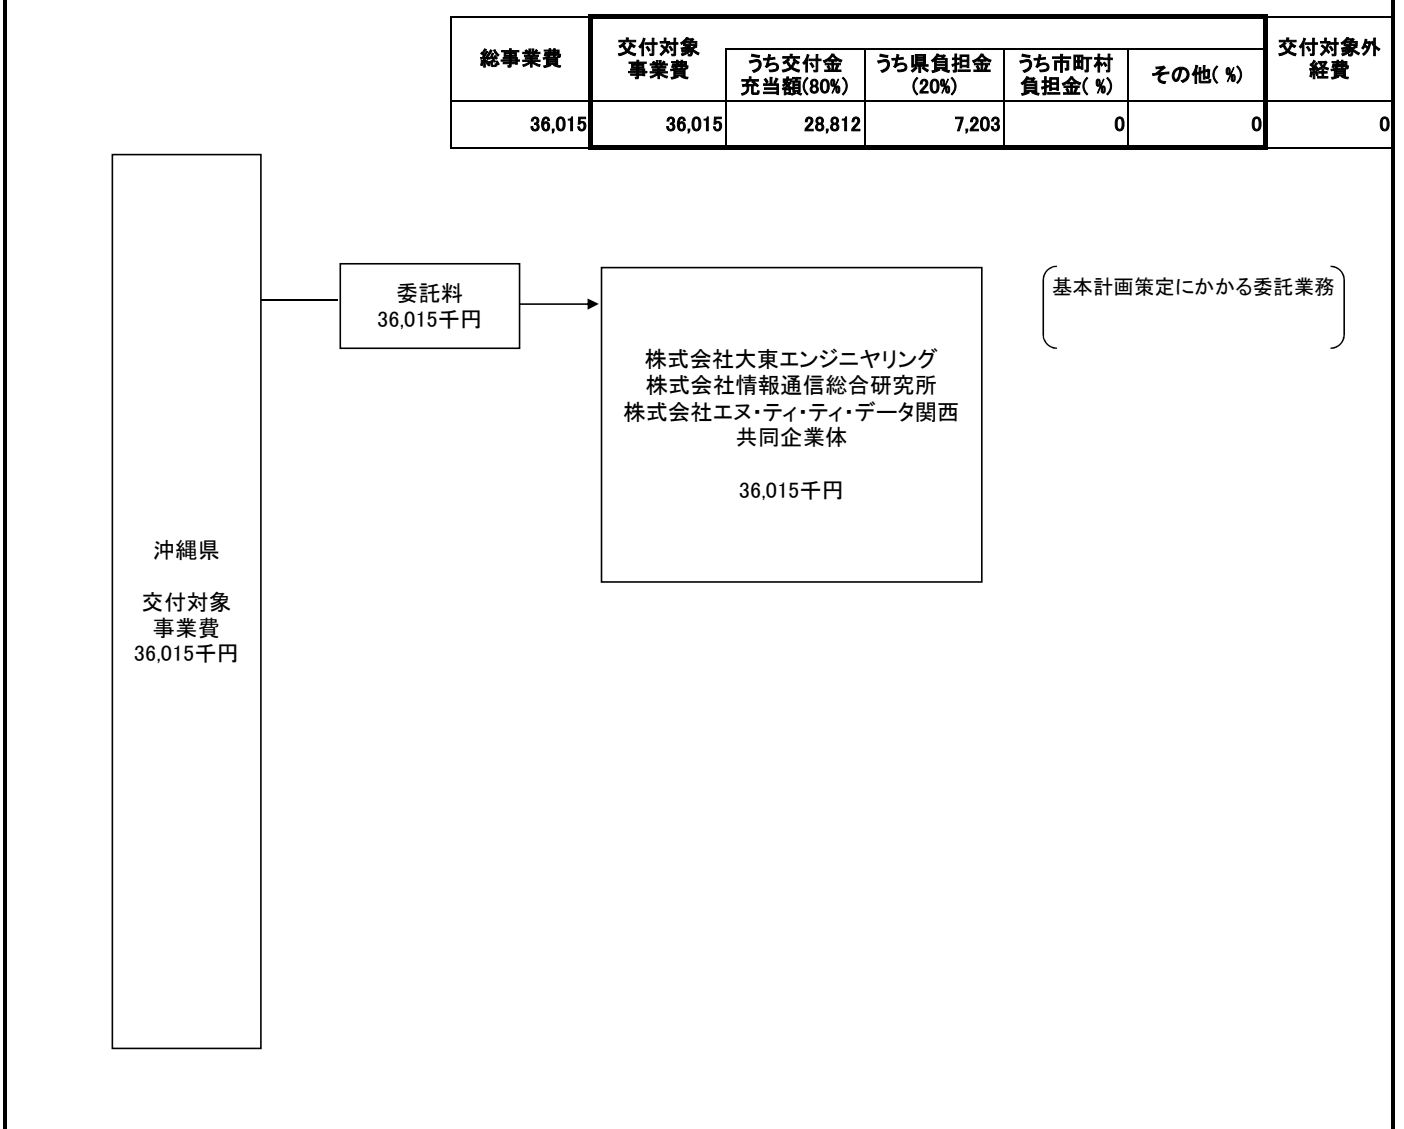 総事業費
交付対象
事業費
うち交付金
充当額(80%)
うち県負担金
(20%)
うち市町村
負担金( %)
その他( %)
交付対象外
経費
36,015
36,015
28,812
7,203
0
0
0
委託料
36,015千円
株式会社大東エンジニヤリング
株式会社情報通信総合研究所
株式会社エヌ・ティ・ティ・データ関西
共同企業体
36,015千円
基本計画策定にかかる委託業務
沖縄県
交付対象
事業費
36,015千円